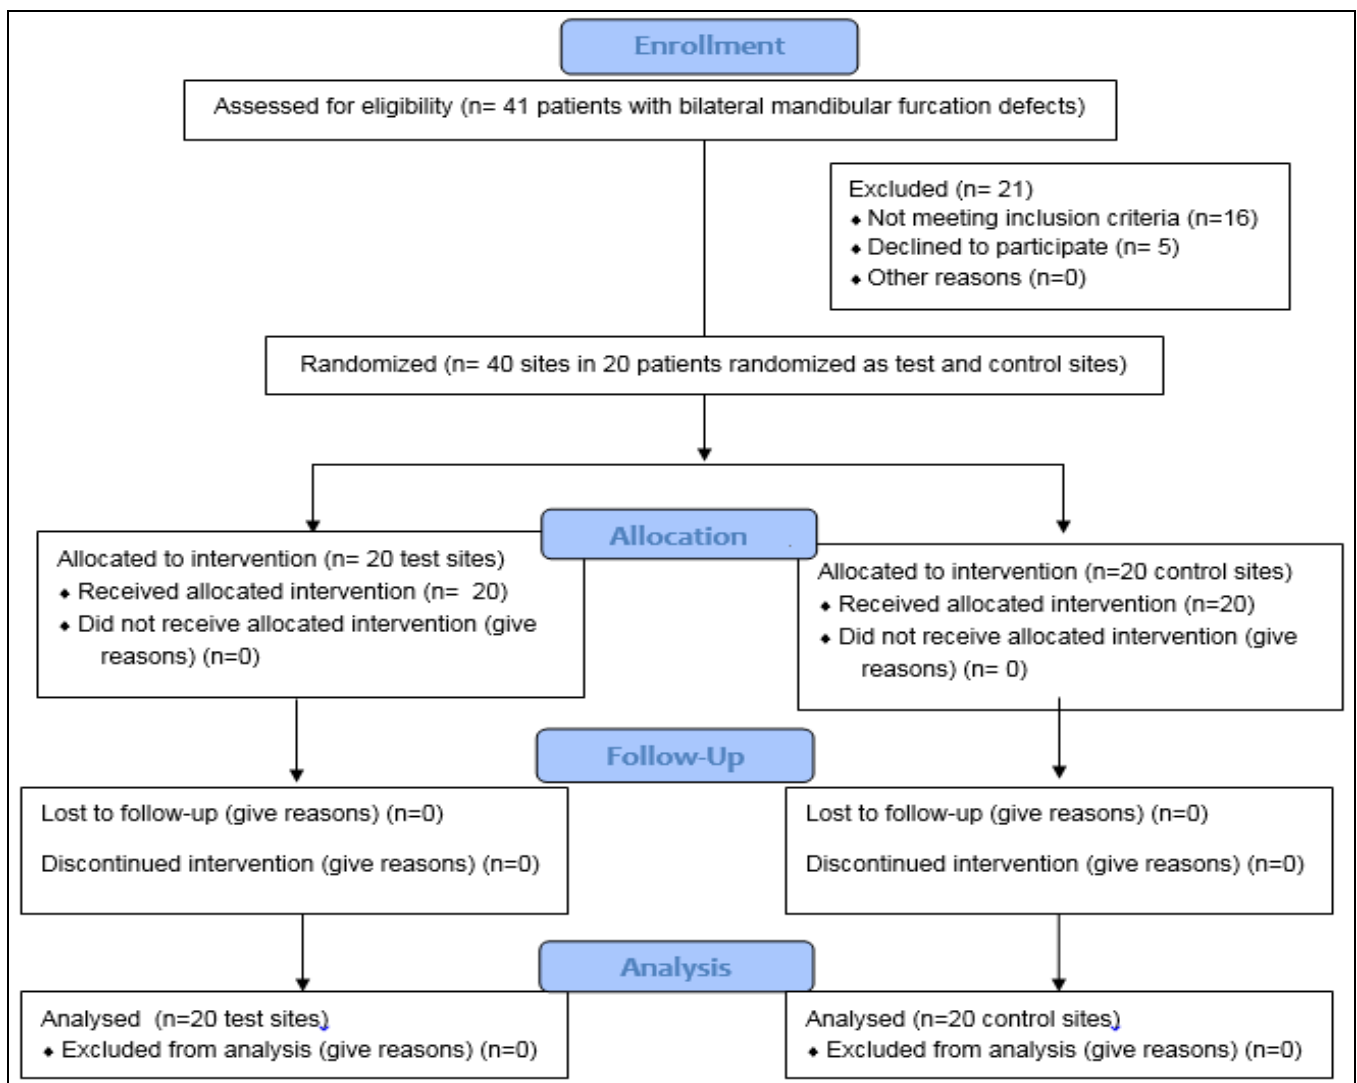 Enrollment
Assessed for eligibility (n= 41 patients with bilateral mandibular furcation defects)
Excluded (n= 21)
⬥ Not meeting inclusion criteria (n=16)
⬥ Declined to participate (n= 5)
⬥ Other reasons (n=0)
Randomized (n= 40 sites in 20 patients randomized as test and control sites)
Allocation
Allocated to intervention (n= 20 test sites)
⬥ Received allocated intervention (n=  20)
⬥ Did not receive allocated intervention (give
reasons) (n=0)
Allocated to intervention (n=20 control sites)
⬥ Received allocated intervention (n=20)
⬥ Did not receive allocated intervention (give
reasons) (n= 0)
Follow-Up
Lost to follow-up (give reasons) (n=0)
Discontinued intervention (give reasons) (n=0)
Lost to follow-up (give reasons) (n=0)
Discontinued intervention (give reasons) (n=0)
Analysis
Analysed  (n=20 test sites)
⬥ Excluded from analysis (give reasons) (n=0)
Analysed (n=20 control sites)
⬥ Excluded from analysis (give reasons) (n=0)